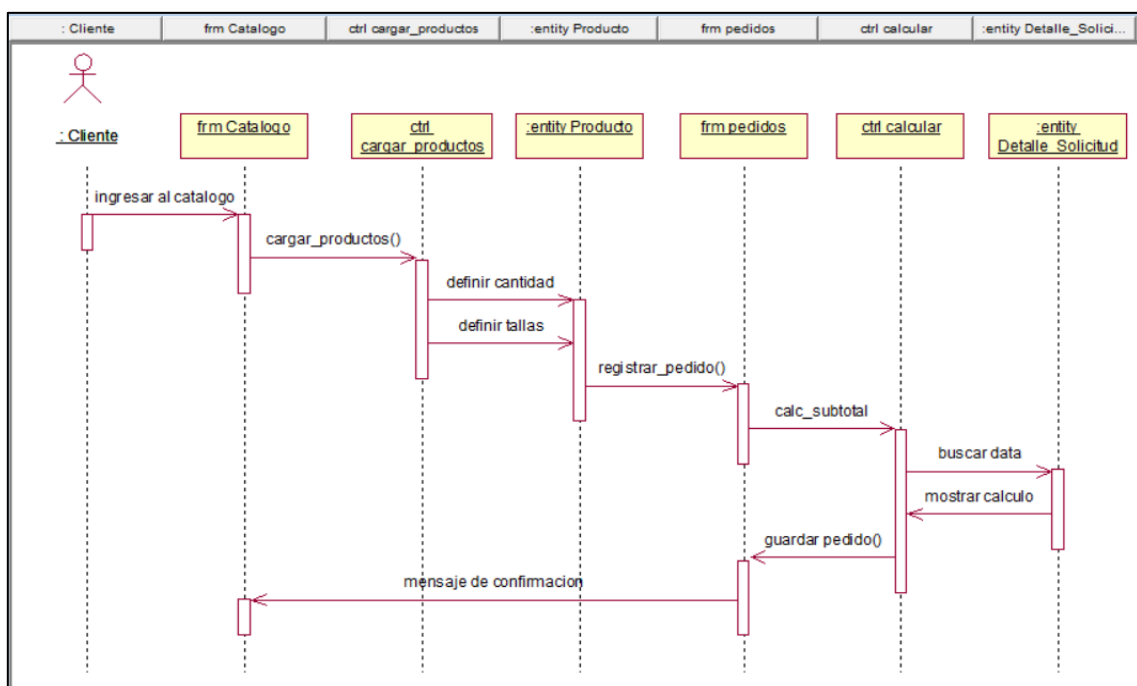 : Cliente
frm Catalogo
ctrl cargar_productos
:entity Producto
frm pedidos
ctrl calcular
:entity Detalle_Solici...
: Cliente
frm Catalogo
ctrl
cargar_productos
:entity Producto
frm pedidos
ctrl calcular
:entity
Detalle_Solicitud
ingresar al catalogo
cargar_productos()
definir cantidad
definir tallas
registrar_pedido()
calc_subtotal
buscar data
mostrar calculo
guardar pedido()
mensaje de confirmacion